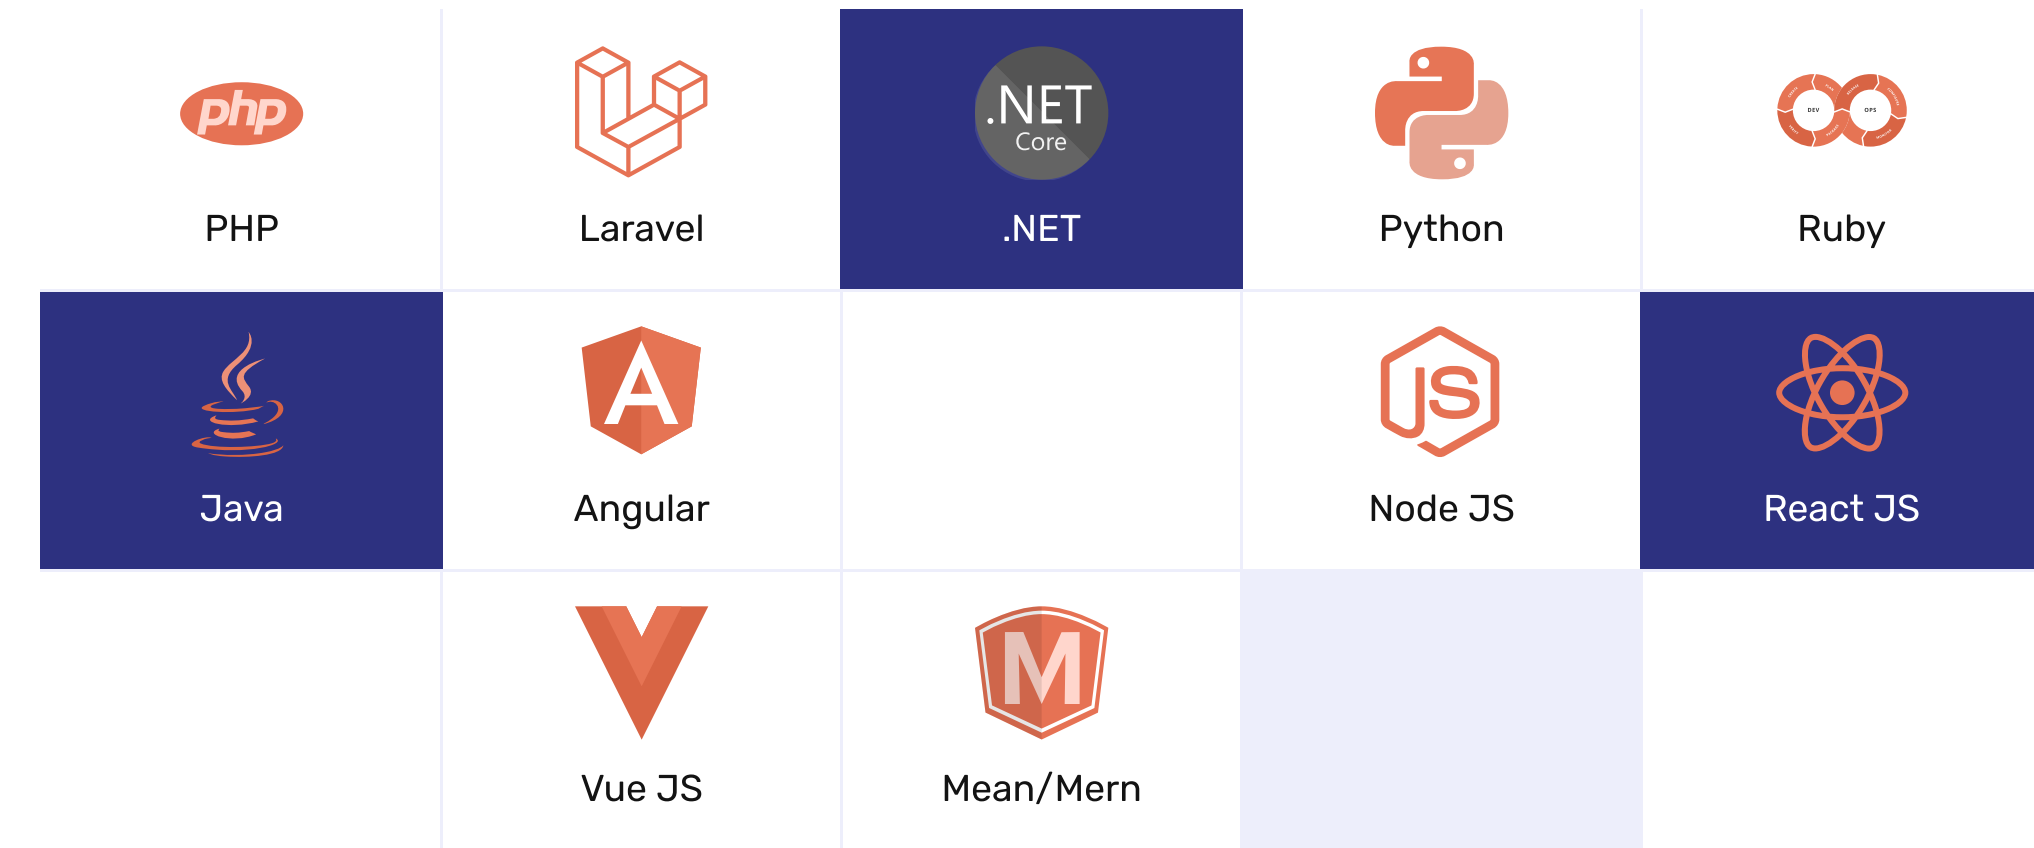 php
.NET
Core
DEV
OPS
PHP
Laravel
.NET
Python
Ruby
A
JS
Java
Angular
Node JS
React JS
M
Vue JS
Mean/Mern